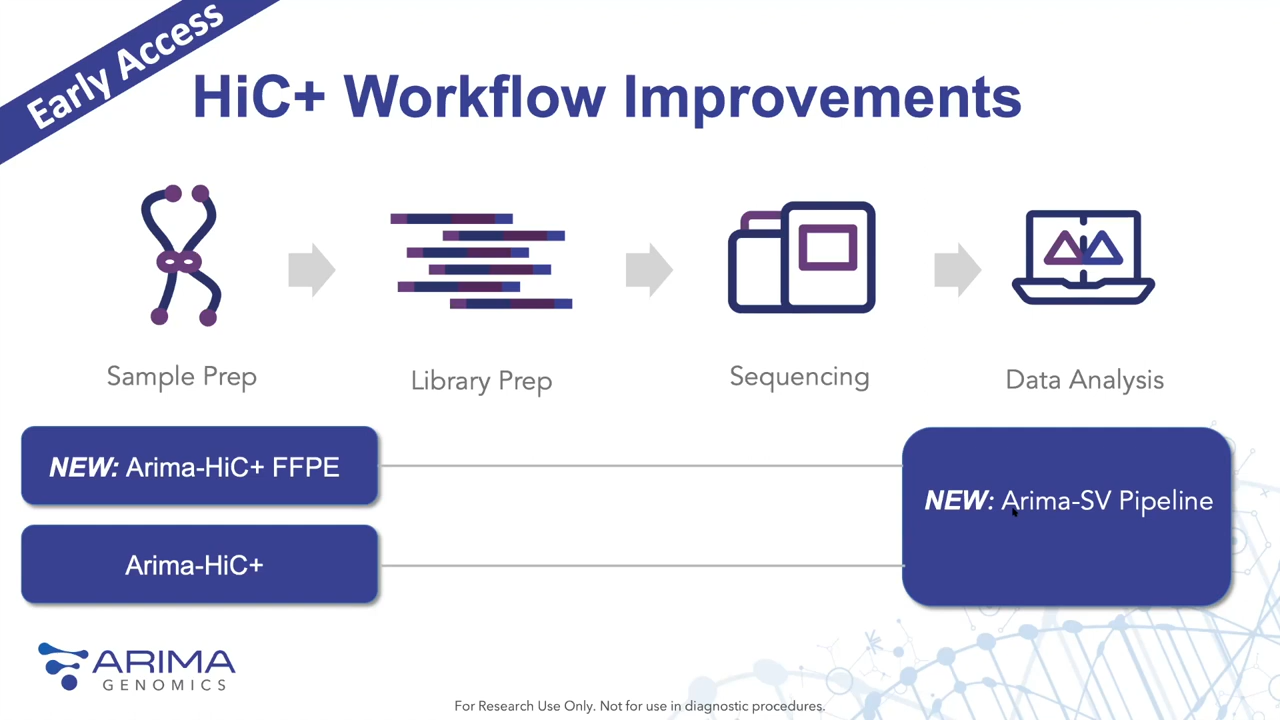 Early Access
HiC+ Workflow Improvements
Sample Prep
Library Prep
Sequencing
Data Analysis
NEW: Arima-HiC+ FFPE
NEW: Arima-SV Pipeline
Arima-HiC+
ARIMA
GENOMICS
For Research Use Only. Not for use in diagnostic procedures.